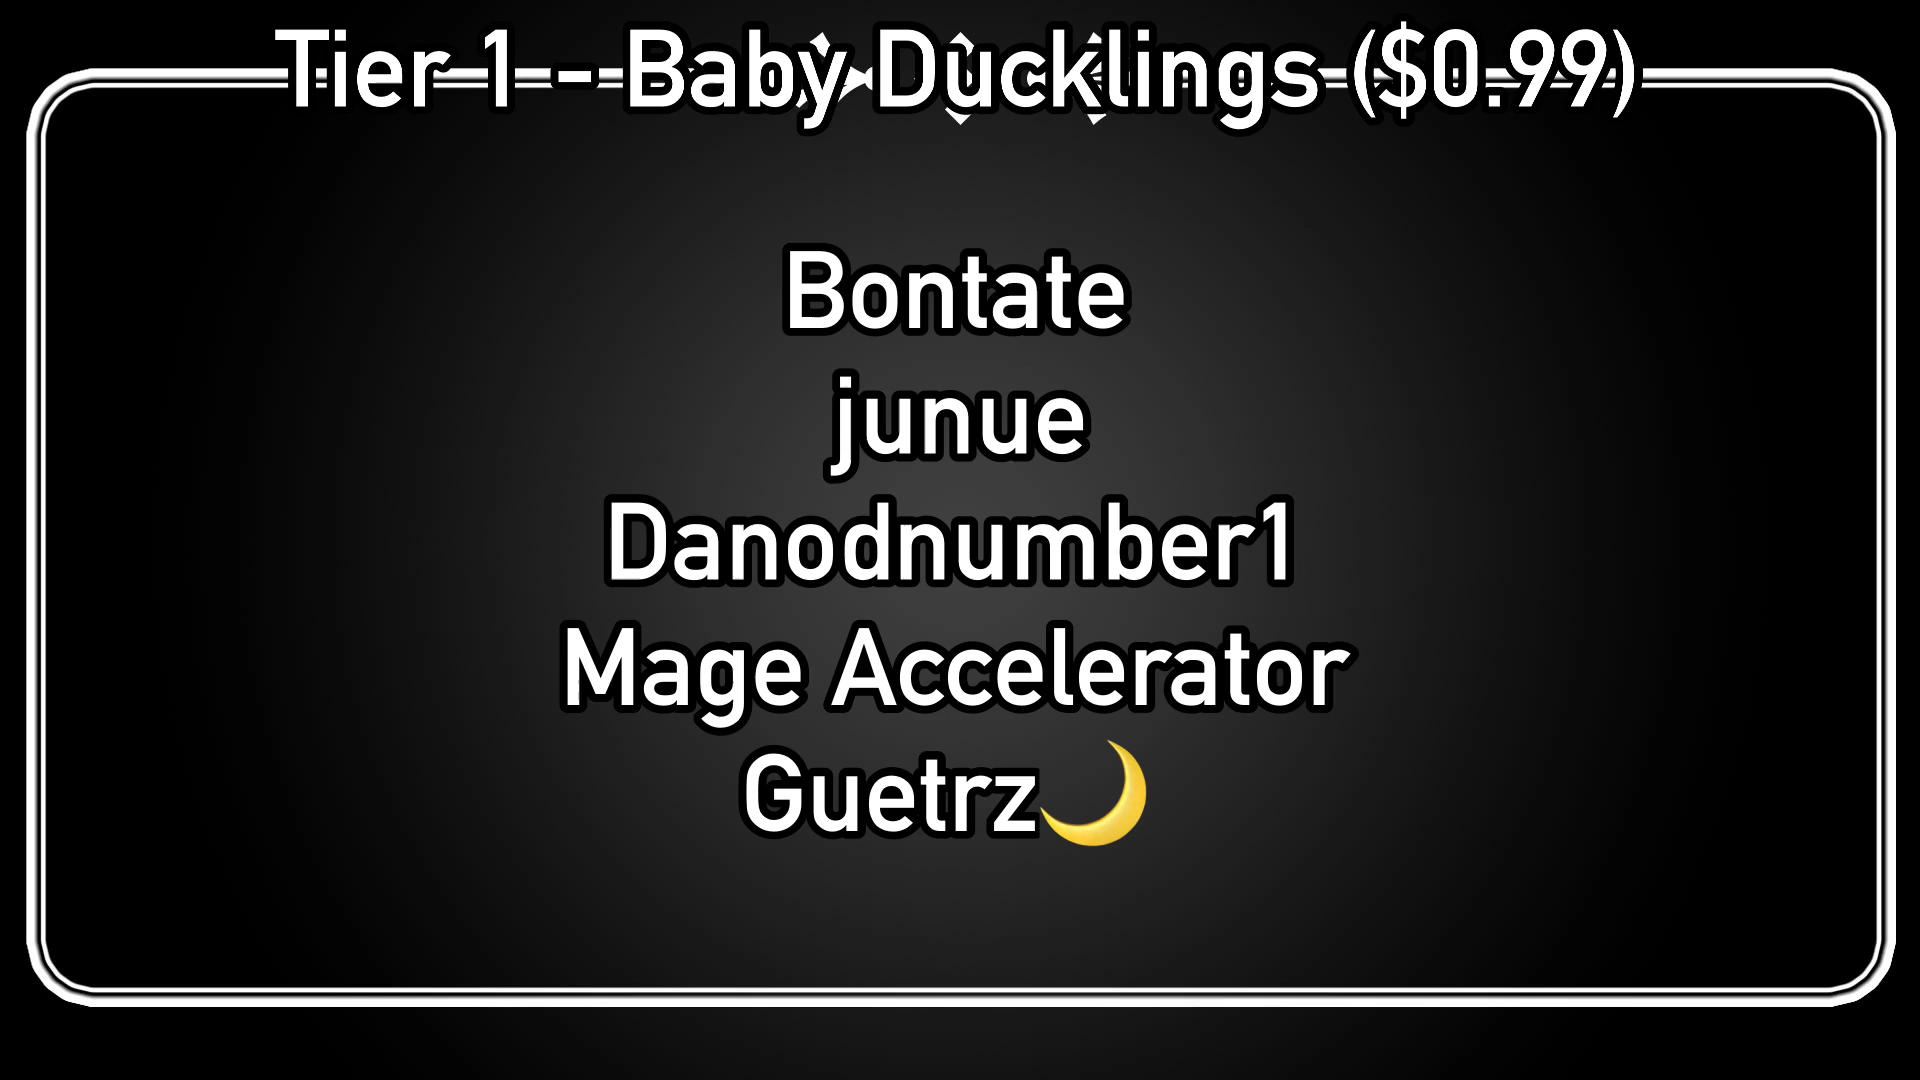 Tier 1 - Baby Ducklings ($0.99)
Bontate
junue
Danodnumber1
Mage Accelerator
Guetrz🌙